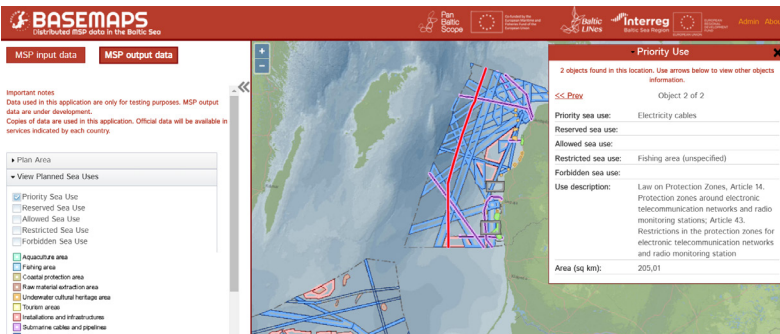 BASEMAPS
Distributed MSP data in the Baltic Sea
Pan
Baltic
Scope
Baltic
LINes
Interreg
Baltic Sea Region
Admin Abou
MSP input data
MSP output data
Important notes
Data used in this application are only for testing purposes. MSP output
data are under development.
Copies of data are used in this application. Official data will be available in
services indicated by each country.
Plan Area
View Planned Sea Uses
Priority Sea Use
Reserved Sea Use
Allowed Sea Use
Restricted Sea Use
Forbidden Sea Use
Aquaculture area
Fishing area
Coastal protection area
Raw material extraction area
Underwater cultural heritage area
Tourism areas
Installations and infrastructures
Submarine cables and pipelines
+
−
Priority Use
2 objects found in this location. Use arrows below to view other objects
information.
<< Prev Object 2 of 2
Priority sea use: Electricity cables
Reserved sea use:
Allowed sea use:
Restricted sea use: Fishing area (unspecified)
Forbidden sea use:
Use description: Law on Protection Zones, Article 14.
Protection zones around electronic
telecommunication networks and radio
monitoring stations; Article 43.
Restrictions in the protection zones for
electronic telecommunication networks
and radio monitoring station
Area (sq km): 205,01